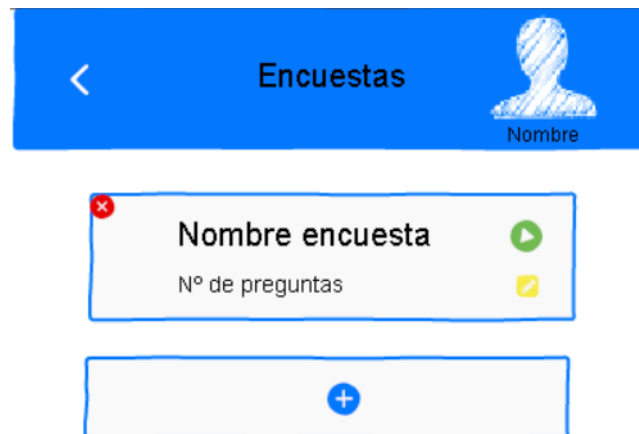 Encuestas
Nombre
Nombre encuesta
Nº de preguntas